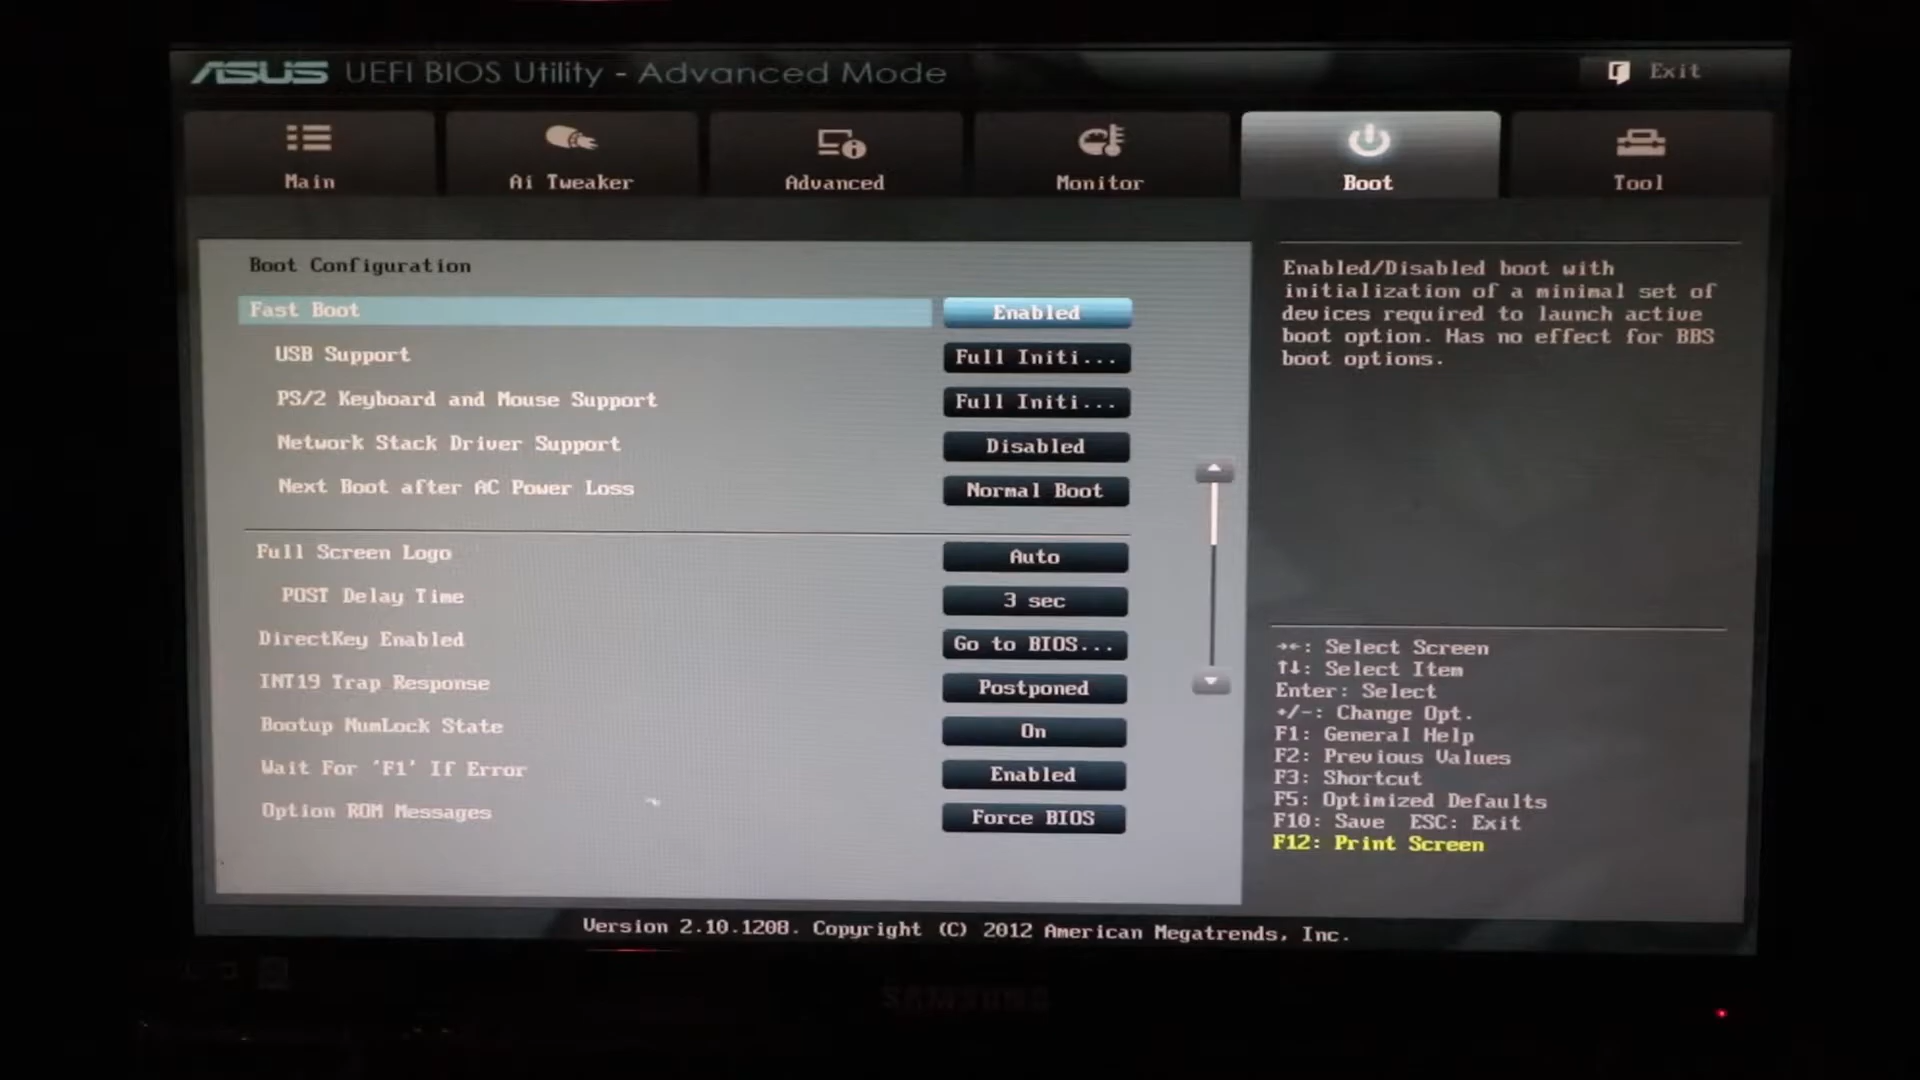 ASUS UEFI BIOS Utility - Advanced Mode
Exit
Main
Ai Tweaker
Advanced
Monitor
Boot
Tool
Boot Configuration
Fast Boot Enabled
USB Support Full Initi...
PS/2 Keyboard and Mouse Support Full Initi...
Network Stack Driver Support Disabled
Next Boot after AC Power Loss Normal Boot
Full Screen Logo Auto
POST Delay Time 3 sec
DirectKey Enabled Go to BIOS...
INT19 Trap Response Postponed
Bootup NumLock State On
Wait For 'F1' If Error Enabled
Option ROM Messages Force BIOS
Enabled/Disabled boot with
initialization of a minimal set of
devices required to launch active
boot option. Has no effect for BBS
boot options.
→←: Select Screen
↑↓: Select Item
Enter: Select
+/-: Change Opt.
F1: General Help
F2: Previous Values
F3: Shortcut
F5: Optimized Defaults
F10: Save ESC: Exit
F12: Print Screen
Version 2.10.1208. Copyright (C) 2012 American Megatrends, Inc.
SAMSUNG